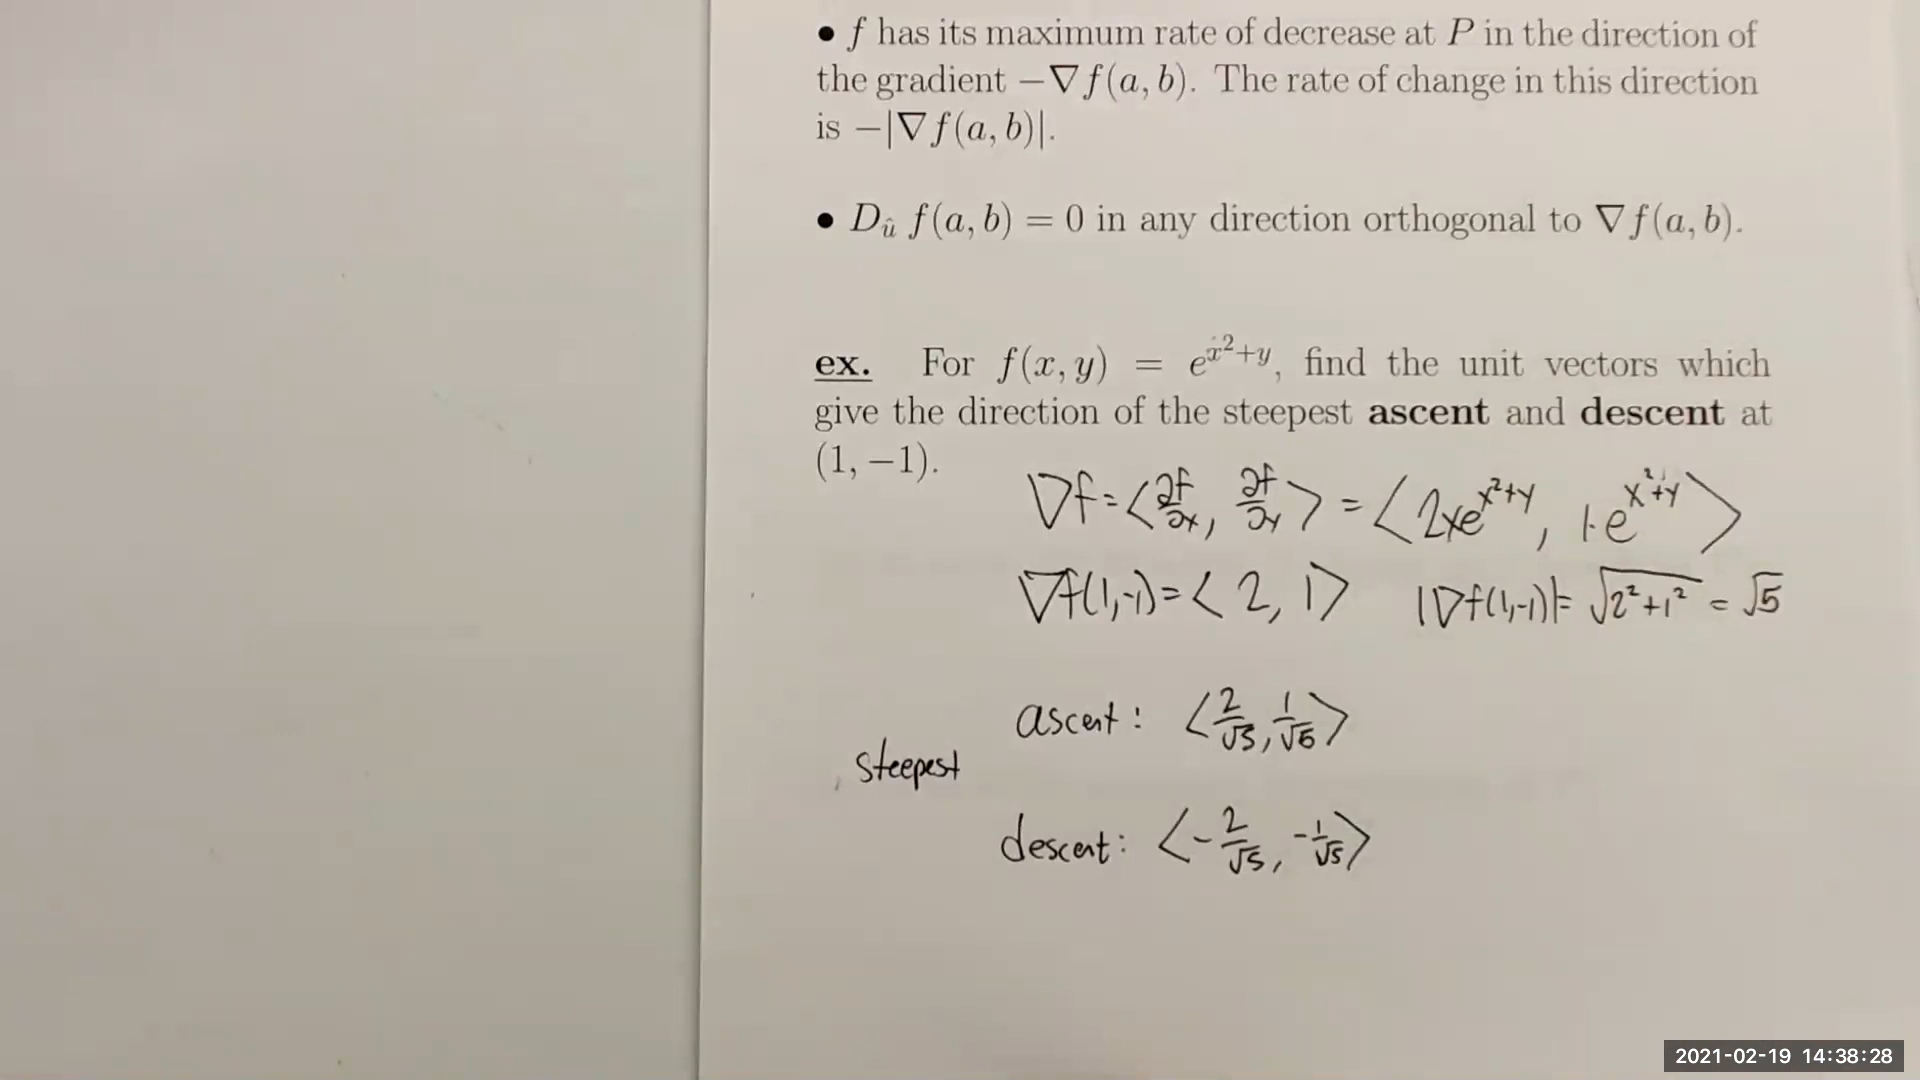 • f has its maximum rate of decrease at P in the direction of
the gradient −∇f(a, b). The rate of change in this direction
is −|∇f(a, b)|.
• D_û f(a, b) = 0 in any direction orthogonal to ∇f(a, b).
ex. For f(x, y) = e^{x²+y}, find the unit vectors which
give the direction of the steepest ascent and descent at
(1, −1).
∇f = ⟨∂f/∂x, ∂f/∂y⟩ = ⟨2xe^{x²+y}, 1·e^{x²+y}⟩
∇f(1,-1) = ⟨2, 1⟩ |∇f(1,-1)| = √(2²+1²) = √5
ascent: ⟨2/√5, 1/√5⟩
steepest
descent: ⟨-2/√5, -1/√5⟩
2021-02-19 14:38:28